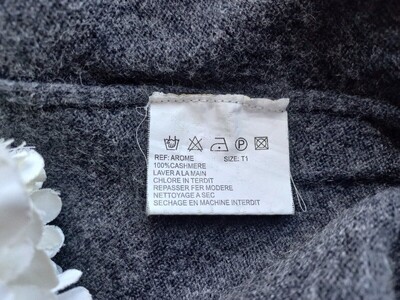 REF: AROME SIZE: T1
100%CASHMERE
LAVER A LA MAIN
CHLORE IN TERDIT
REPASSER FER MODERE
NETTOYAGE A SEC
SECHAGE EN MACHINE INTERDIT